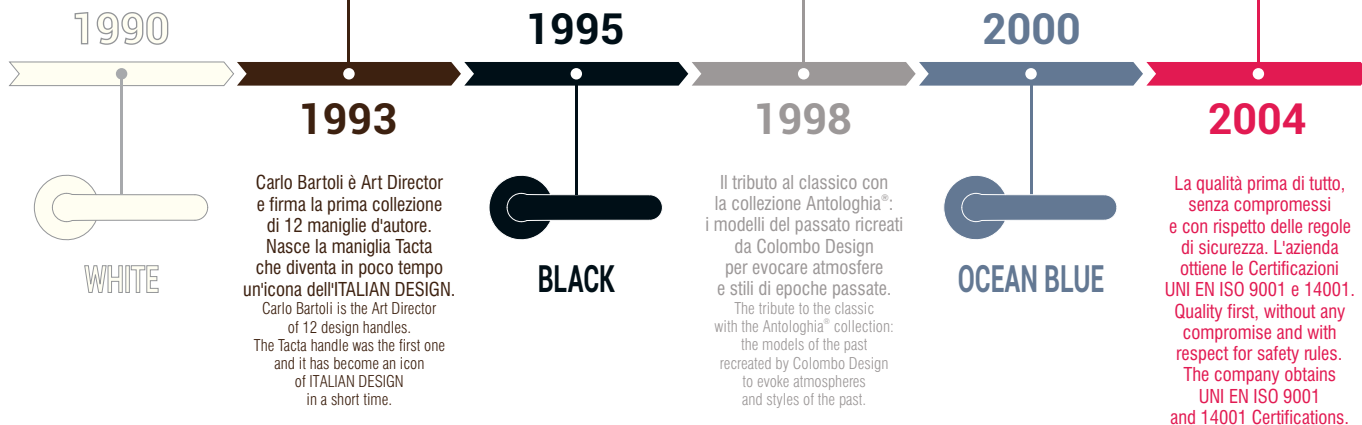 1990
WHITE
1993
Carlo Bartoli è Art Director
e firma la prima collezione
di 12 maniglie d'autore.
Nasce la maniglia Tacta
che diventa in poco tempo
un'icona dell'ITALIAN DESIGN.
Carlo Bartoli is the Art Director
of 12 design handles.
The Tacta handle was the first one
and it has become an icon
of ITALIAN DESIGN
in a short time.
1995
BLACK
1998
Il tributo al classico con
la collezione Antologhia®:
i modelli del passato ricreati
da Colombo Design
per evocare atmosfere
e stili di epoche passate.
The tribute to the classic
with the Antologhia® collection:
the models of the past
recreated by Colombo Design
to evoke atmospheres
and styles of the past.
2000
OCEAN BLUE
2004
La qualità prima di tutto,
senza compromessi
e con rispetto delle regole
di sicurezza. L'azienda
ottiene le Certificazioni
UNI EN ISO 9001 e 14001.
Quality first, without any
compromise and with
respect for safety rules.
The company obtains
UNI EN ISO 9001
and 14001 Certifications.